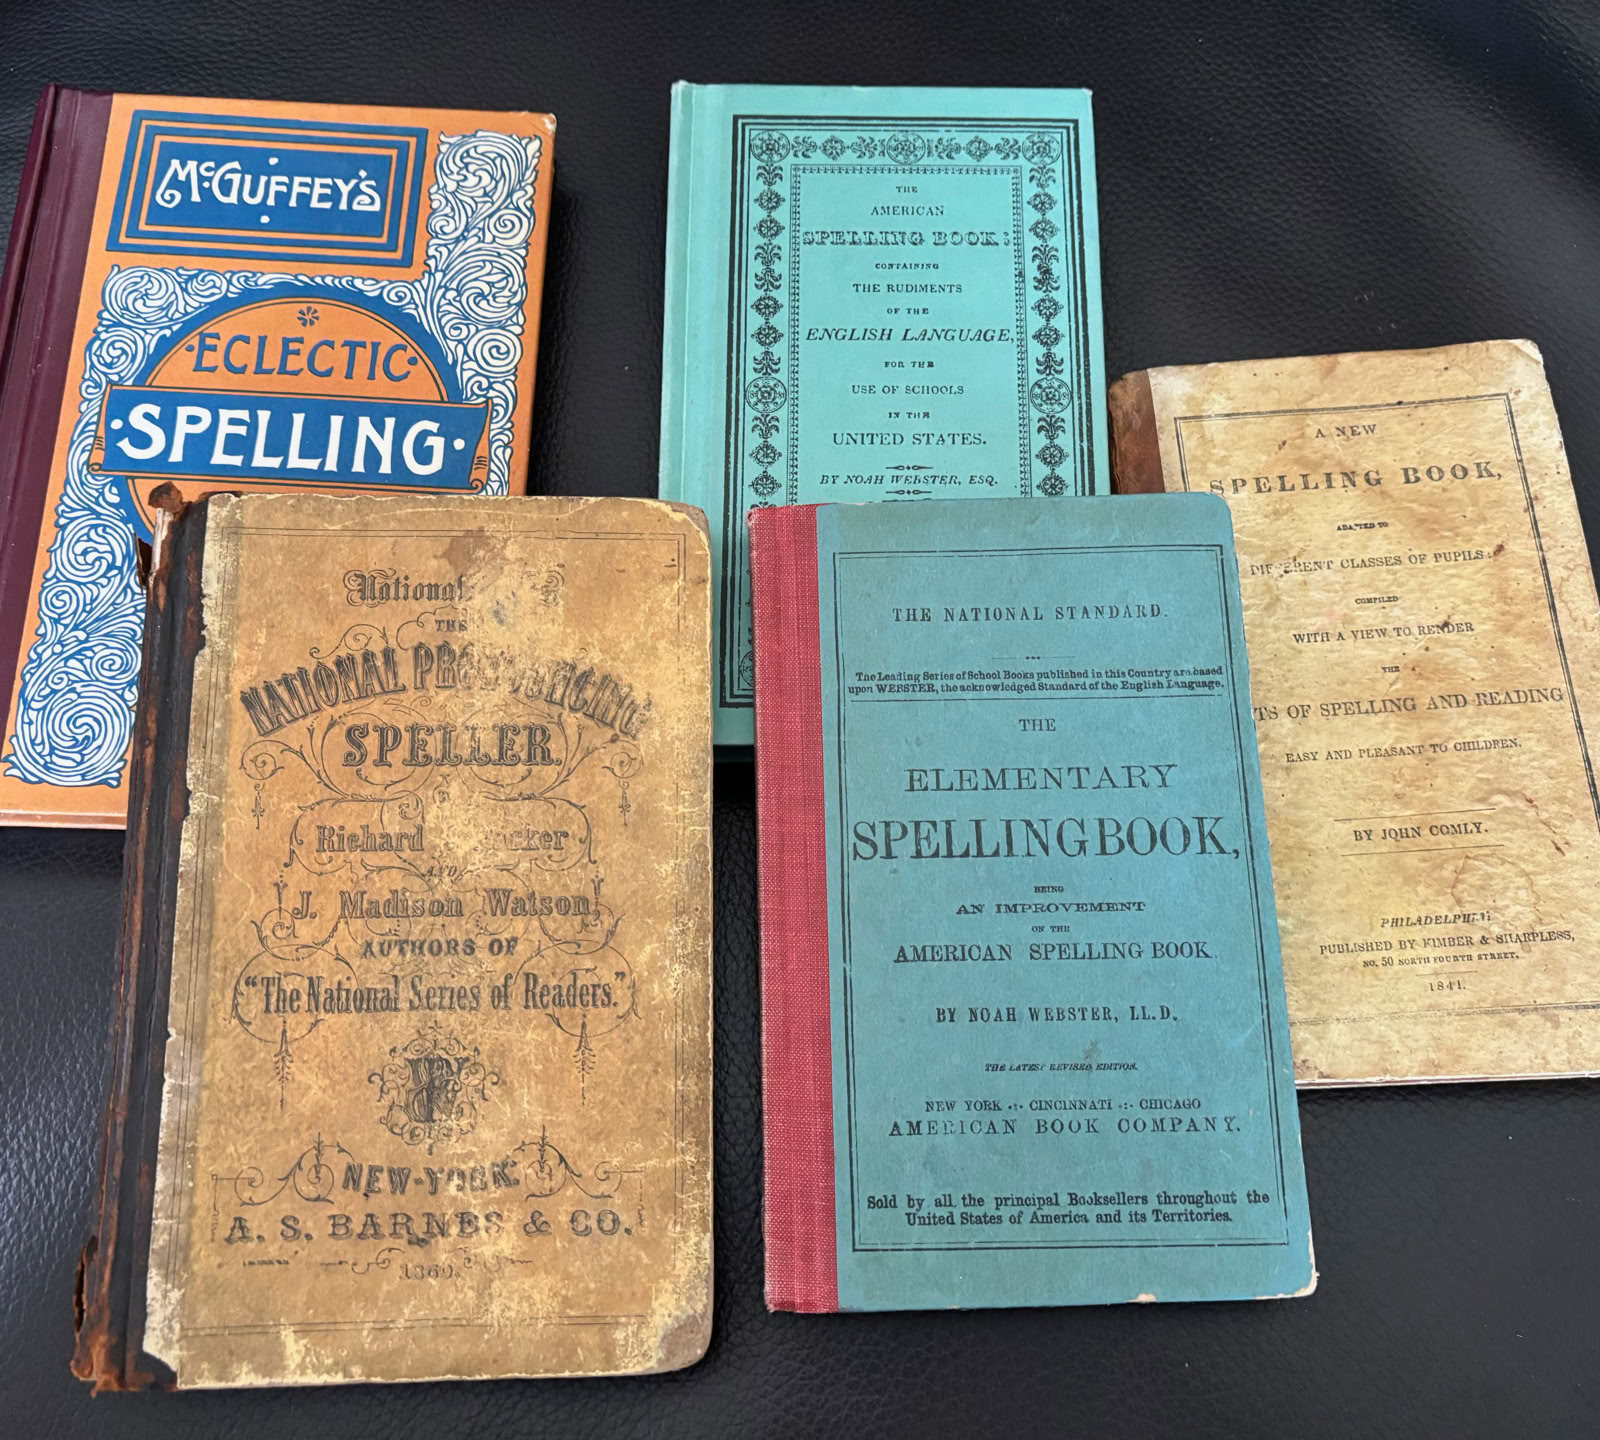 McGUFFEY'S
ECLECTIC
SPELLING
THE
AMERICAN
SPELLING BOOK:
CONTAINING
THE RUDIMENTS
OF THE
ENGLISH LANGUAGE,
FOR THE
USE OF SCHOOLS
IN THE
UNITED STATES.
BY NOAH WEBSTER, ESQ.
A NEW
SPELLING BOOK,
ADAPTED TO
DIFFERENT CLASSES OF PUPILS:
COMPILED
WITH A VIEW TO RENDER
THE
TS OF SPELLING AND READING
EASY AND PLEASANT TO CHILDREN.
BY JOHN COMLY.
PHILADELPHIA:
PUBLISHED BY KIMBER & SHARPLESS,
NO. 50 NORTH FOURTH STREET.
1841.
National
THE
NATIONAL PRONOUNCING
SPELLER.
Richard
AND
J. Madison Watson,
AUTHORS OF
"The National Series of Readers."
NEW-YORK:
A. S. BARNES & CO.
THE NATIONAL STANDARD.
The Leading Series of School Books published in this Country are based
upon WEBSTER, the acknowledged Standard of the English Language.
THE
ELEMENTARY
SPELLING BOOK,
BEING
AN IMPROVEMENT
ON THE
AMERICAN SPELLING BOOK.
BY NOAH WEBSTER, LL.D.
THE LATEST REVISED EDITION.
NEW YORK ·:· CINCINNATI ·:· CHICAGO
AMERICAN BOOK COMPANY.
Sold by all the principal Booksellers throughout the
United States of America and its Territories.